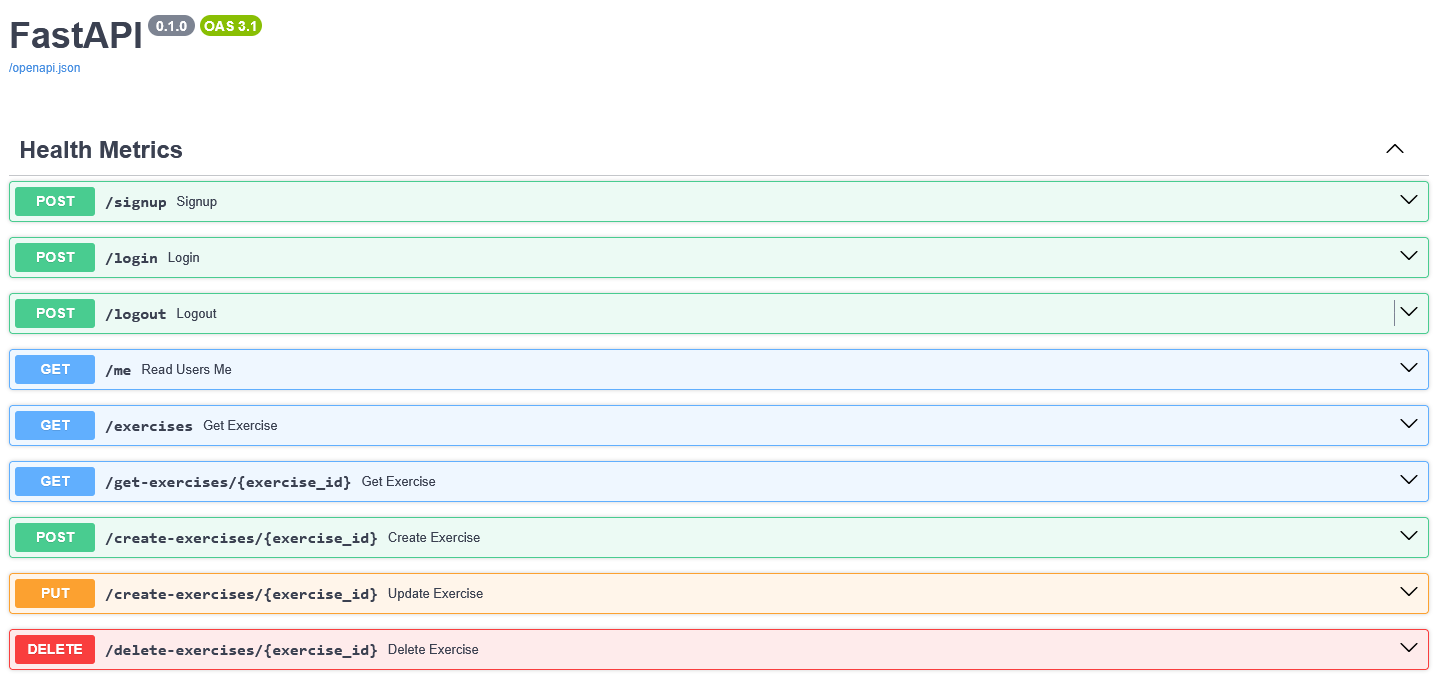 FastAPI 0.1.0 OAS 3.1
/openapi.json
Health Metrics
POST /signup Signup
POST /login Login
POST /logout Logout
GET /me Read Users Me
GET /exercises Get Exercise
GET /get-exercises/{exercise_id} Get Exercise
POST /create-exercises/{exercise_id} Create Exercise
PUT /create-exercises/{exercise_id} Update Exercise
DELETE /delete-exercises/{exercise_id} Delete Exercise